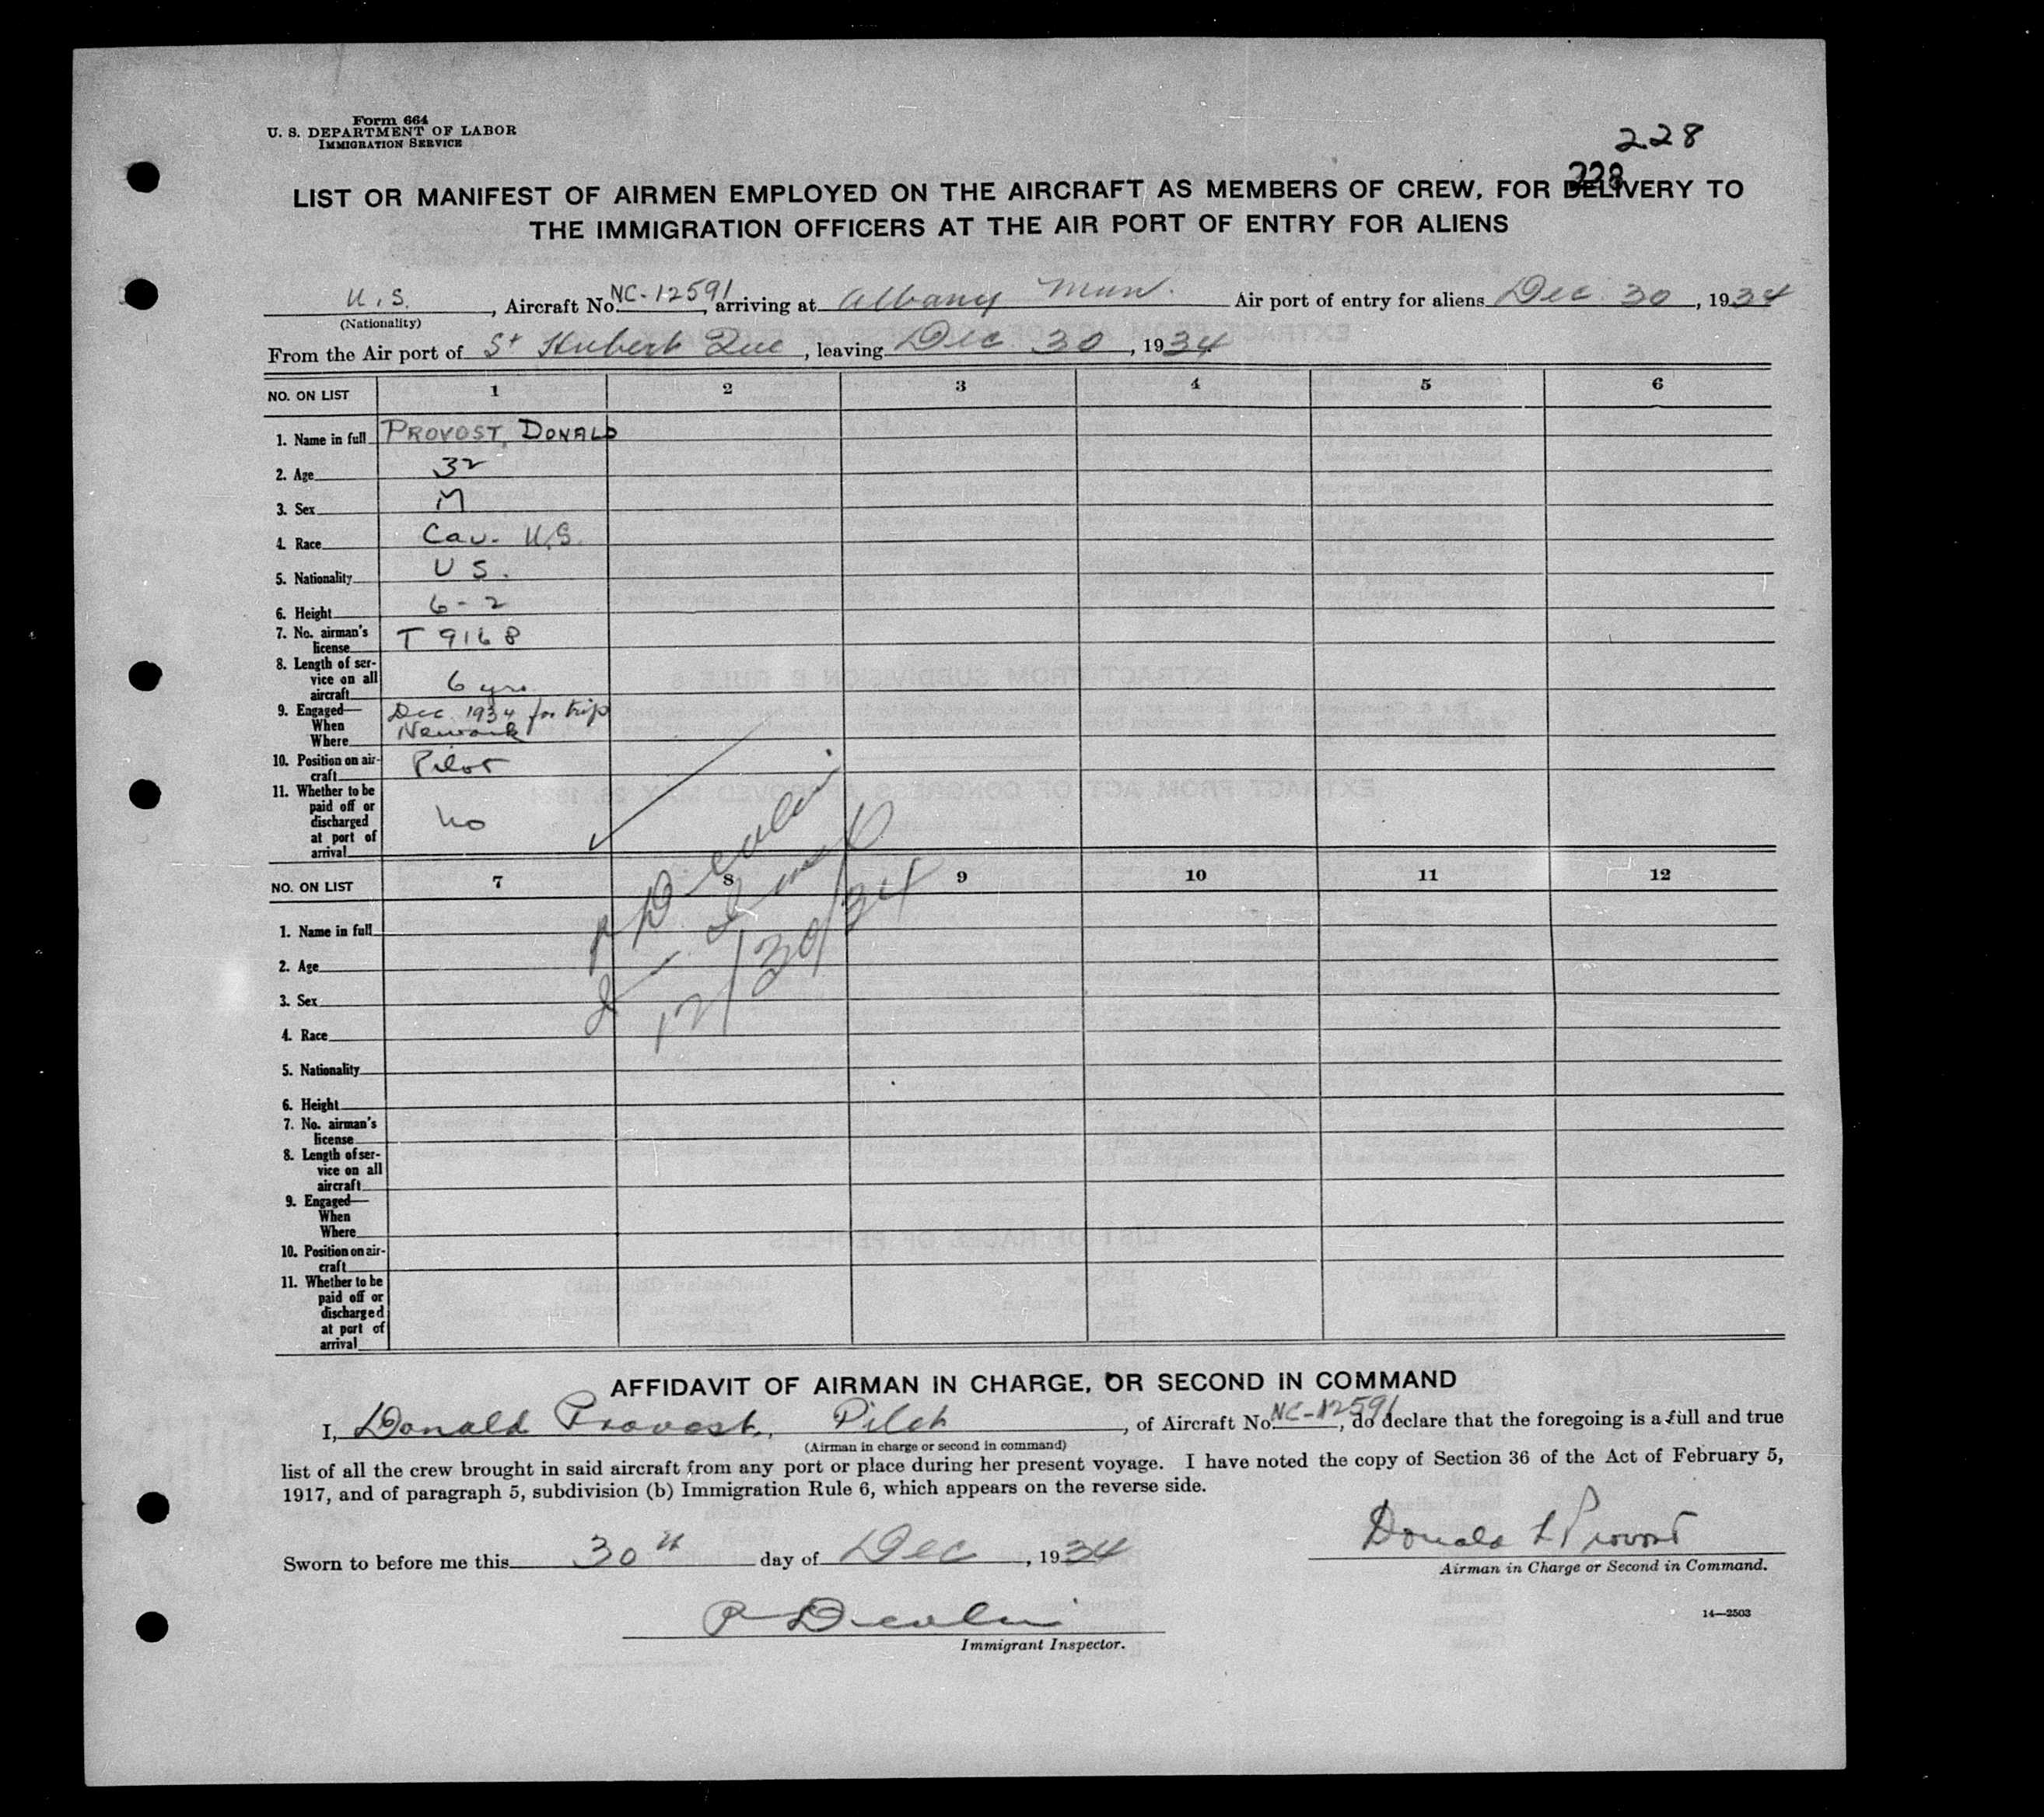 Form 664
U. S. DEPARTMENT OF LABOR
IMMIGRATION SERVICE
228
228
LIST OR MANIFEST OF AIRMEN EMPLOYED ON THE AIRCRAFT AS MEMBERS OF CREW, FOR DELIVERY TO
THE IMMIGRATION OFFICERS AT THE AIR PORT OF ENTRY FOR ALIENS
U.S., Aircraft No. NC-12591, arriving at Albany Mun. Air port of entry for aliens Dec 30, 1934
(Nationality)
From the Air port of St Hubert Que, leaving Dec 30, 1934
NO. ON LIST 1 2 3 4 5 6
1. Name in full PROVOST, DONALD
2. Age 32
3. Sex M
4. Race Cau. U.S.
5. Nationality U S.
6. Height 6-2
7. No. airman's
license T 9168
8. Length of ser-
vice on all
aircraft 6 yrs.
9. Engaged—
When Dec. 1934 for trip
Where Newark
10. Position on air-
craft Pilot
11. Whether to be
paid off or
discharged
at port of
arrival No
12/30/34
NO. ON LIST 7 8 9 10 11 12
1. Name in full
2. Age
3. Sex
4. Race
5. Nationality
6. Height
7. No. airman's
license
8. Length of ser-
vice on all
aircraft
9. Engaged—
When
Where
10. Position on air-
craft
11. Whether to be
paid off or
discharged
at port of
arrival
AFFIDAVIT OF AIRMAN IN CHARGE, OR SECOND IN COMMAND
I, Donald Provost, Pilot, of Aircraft No. NC-12591, do declare that the foregoing is a full and true
(Airman in charge or second in command)
list of all the crew brought in said aircraft from any port or place during her present voyage. I have noted the copy of Section 36 of the Act of February 5,
1917, and of paragraph 5, subdivision (b) Immigration Rule 6, which appears on the reverse side.
Donald L Provost
Sworn to before me this 30th day of Dec, 1934
Airman in Charge or Second in Command.
14—2503
Immigrant Inspector.